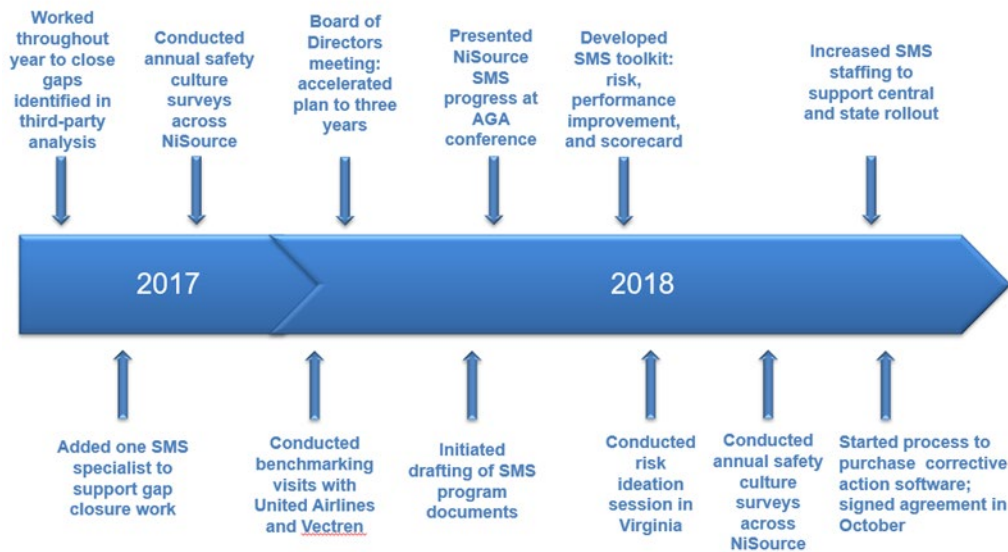 Worked
throughout
year to close
gaps
identified in
third-party
analysis
Conducted
annual safety
culture
surveys
across
NiSource
Board of
Directors
meeting:
accelerated
plan to three
years
Presented
NiSource
SMS
progress at
AGA
conference
Developed
SMS toolkit:
risk,
performance
improvement,
and scorecard
Increased SMS
staffing to
support central
and state rollout
2017
2018
Added one SMS
specialist to
support gap
closure work
Conducted
benchmarking
visits with
United Airlines
and Vectren
Initiated
drafting of SMS
program
documents
Conducted
risk
ideation
session in
Virginia
Conducted
annual safety
culture
surveys
across
NiSource
Started process to
purchase corrective
action software;
signed agreement in
October